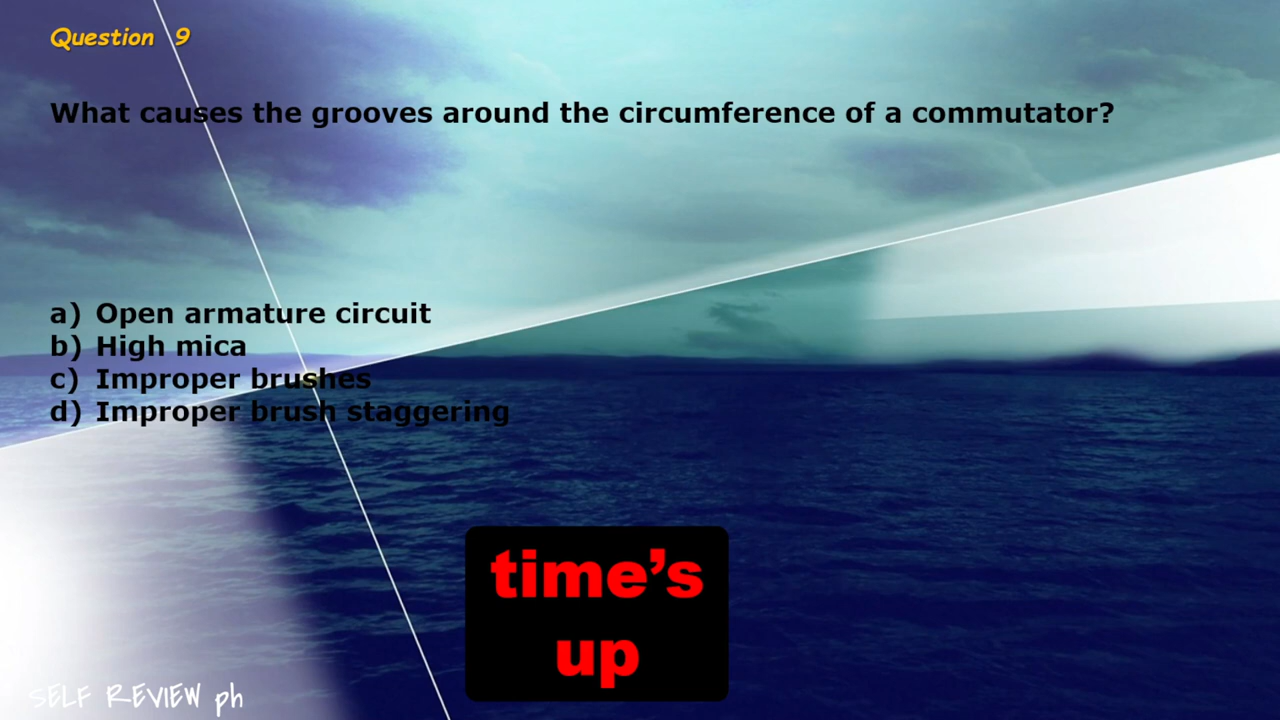 Question 9
What causes the grooves around the circumference of a commutator?
a) Open armature circuit
b) High mica
c) Improper brushes
d) Improper brush staggering
time’s
up
SELF REVIEW ph